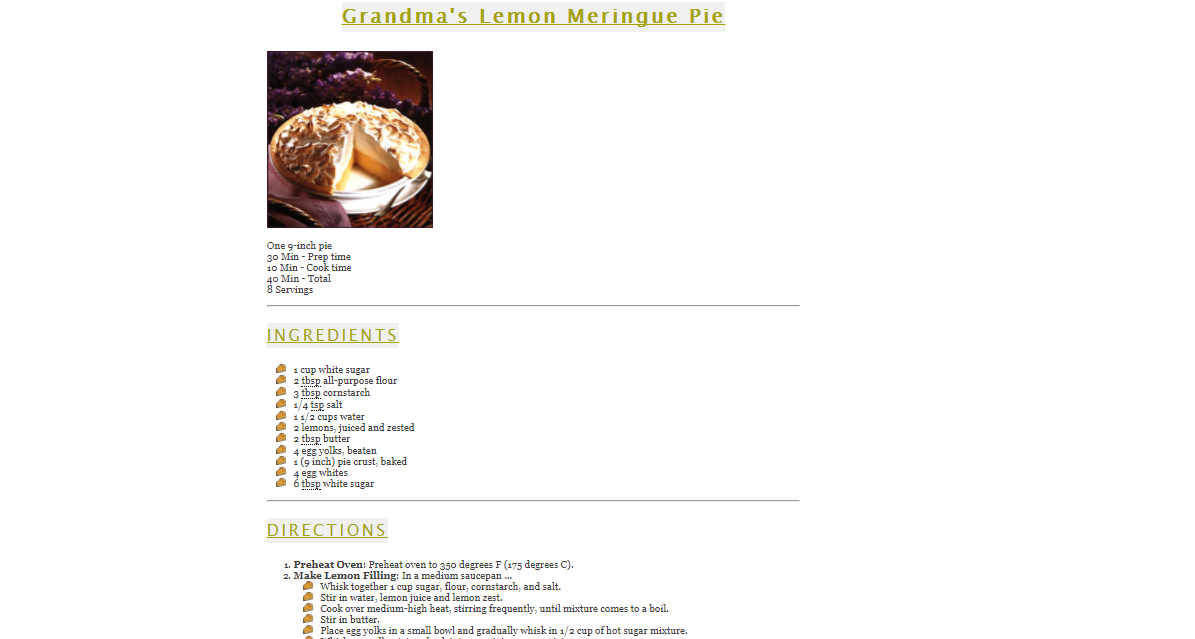 Grandma's Lemon Meringue Pie
One 9-inch pie
30 Min - Prep time
10 Min - Cook time
40 Min - Total
8 Servings
INGREDIENTS
1 cup white sugar
2 tbsp all-purpose flour
3 tbsp cornstarch
1/4 tsp salt
1 1/2 cups water
2 lemons, juiced and zested
2 tbsp butter
4 egg yolks, beaten
1 (9 inch) pie crust, baked
4 egg whites
6 tbsp white sugar
DIRECTIONS
1. Preheat Oven: Preheat oven to 350 degrees F (175 degrees C).
2. Make Lemon Filling: In a medium saucepan ...
Whisk together 1 cup sugar, flour, cornstarch, and salt.
Stir in water, lemon juice and lemon zest.
Cook over medium-high heat, stirring frequently, until mixture comes to a boil.
Stir in butter.
Place egg yolks in a small bowl and gradually whisk in 1/2 cup of hot sugar mixture.